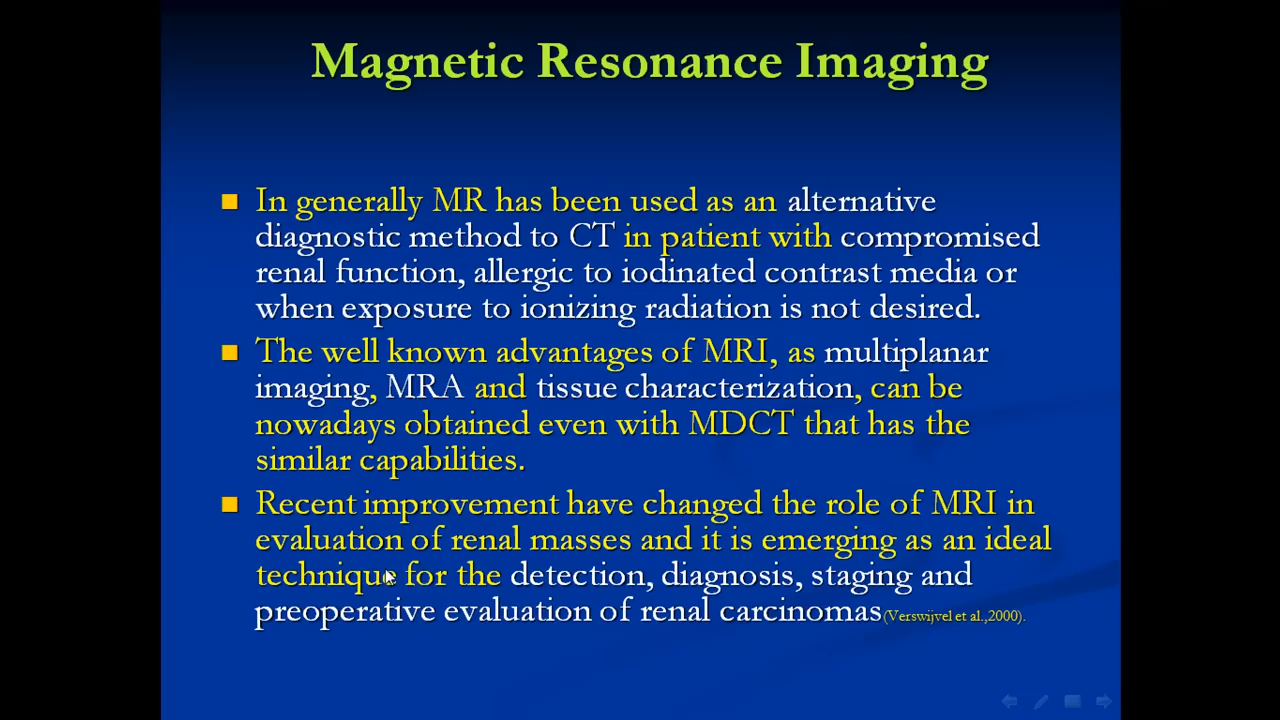 Magnetic Resonance Imaging
In generally MR has been used as an alternative
diagnostic method to CT in patient with compromised
renal function, allergic to iodinated contrast media or
when exposure to ionizing radiation is not desired.
The well known advantages of MRI, as multiplanar
imaging, MRA and tissue characterization, can be
nowadays obtained even with MDCT that has the
similar capabilities.
Recent improvement have changed the role of MRI in
evaluation of renal masses and it is emerging as an ideal
technique for the detection, diagnosis, staging and
preoperative evaluation of renal carcinomas(Verswijvel et al.,2000).